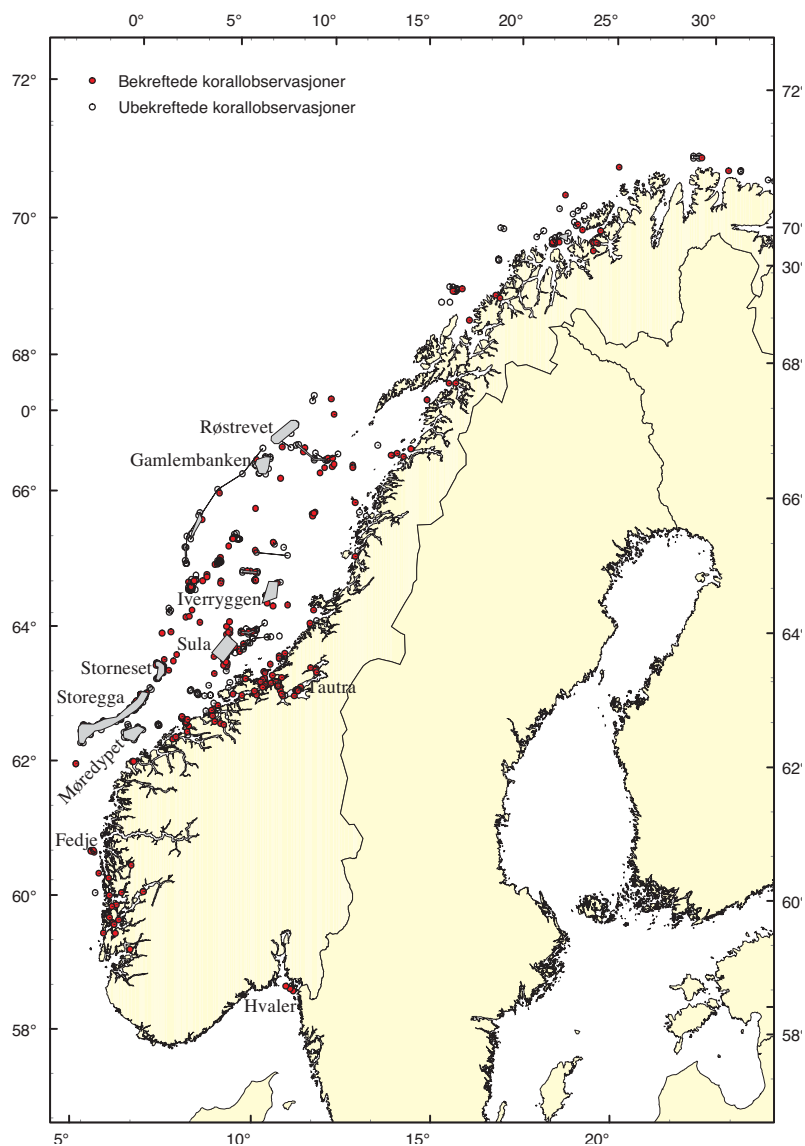 0° 5° 10° 15° 20° 25° 30°
72°
Bekreftede korallobservasjoner
72°
Ubekreftede korallobservasjoner
70°
70°
30°
68°
68°
0°
Røstrevet
Gamlembanken
66°
66°
Iverryggen
64°
64°
Sula
Storneset
Tautra
Storegga
62°
62°
Møredypet
Fedje
60°
60°
Hvaler
58°
58°
5° 10° 15° 20°